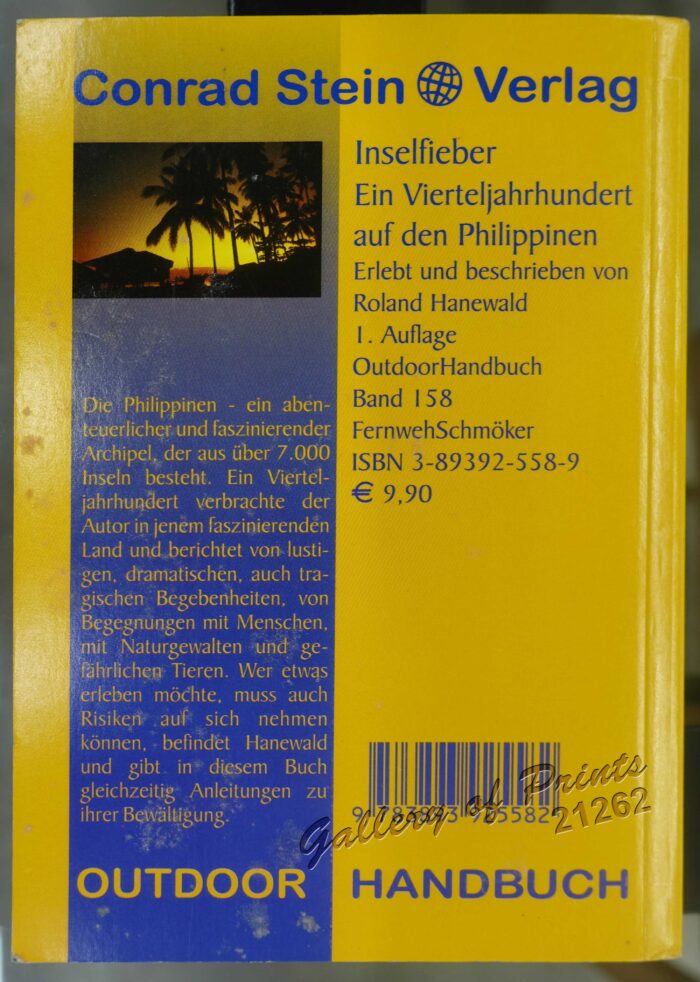 Conrad Stein Verlag
Inselfieber
Ein Vierteljahrhundert
auf den Philippinen
Erlebt und beschrieben von
Roland Hanewald
1. Auflage
OutdoorHandbuch
Band 158
FernwehSchmöker
ISBN 3-89392-558-9
€ 9,90
Die Philippinen - ein aben-
teuerlicher und faszinierender
Archipel, der aus über 7.000
Inseln besteht. Ein Viertel-
jahrhundert verbrachte der
Autor in jenem faszinierenden
Land und berichtet von lusti-
gen, dramatischen, auch tra-
gischen Begebenheiten, von
Begegnungen mit Menschen,
mit Naturgewalten und ge-
fährlichen Tieren. Wer etwas
erleben möchte, muss auch
Risiken auf sich nehmen
können, befindet Hanewald
und gibt in diesem Buch
gleichzeitig Anleitungen zu
ihrer Bewältigung.
Gallery of Prints
21262
OUTDOOR HANDBUCH